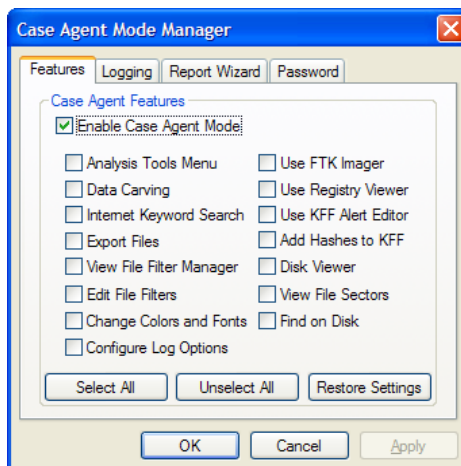 Case Agent Mode Manager
Features Logging Report Wizard Password
Case Agent Features
Enable Case Agent Mode
Analysis Tools Menu Use FTK Imager
Data Carving Use Registry Viewer
Internet Keyword Search Use KFF Alert Editor
Export Files Add Hashes to KFF
View File Filter Manager Disk Viewer
Edit File Filters View File Sectors
Change Colors and Fonts Find on Disk
Configure Log Options
Select All Unselect All Restore Settings
OK Cancel Apply